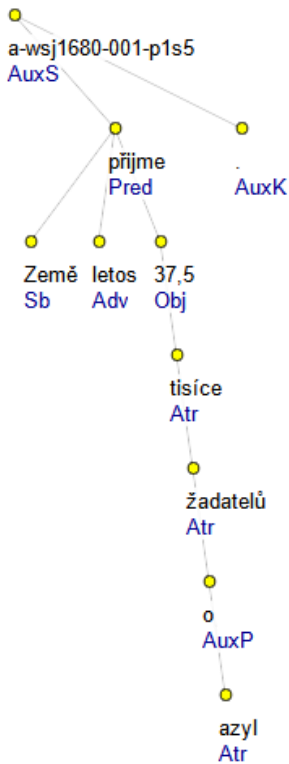 a-wsj1680-001-p1s5
AuxS
přijme .
Pred AuxK
Země letos 37,5
Sb Adv Obj
tisíce
Atr
žadatelů
Atr
o
AuxP
azyl
Atr